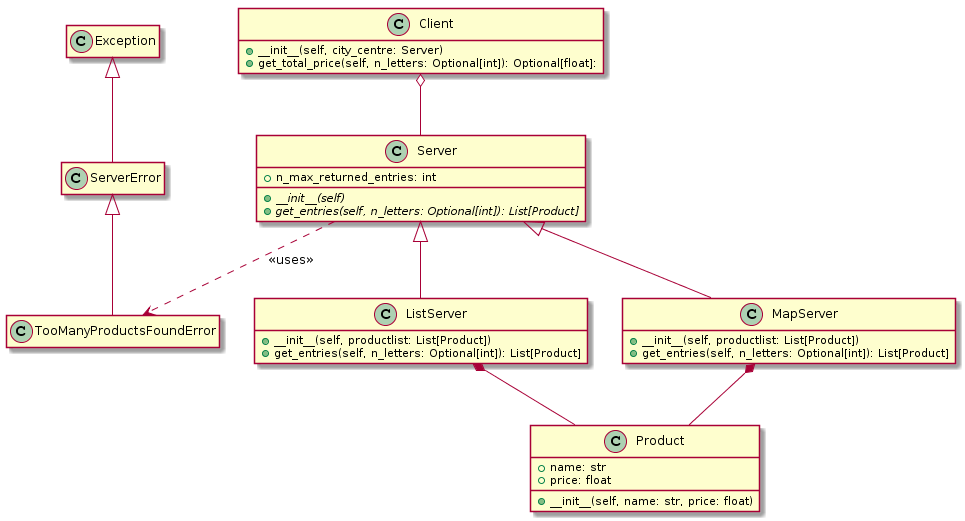 C Client
__init__(self, city_centre: Server)
get_total_price(self, n_letters: Optional[int]): Optional[float]:
C Exception
C Server
n_max_returned_entries: int
__init__(self)
get_entries(self, n_letters: Optional[int]): List[Product]
C ServerError
«uses»
C TooManyProductsFoundError
C ListServer
__init__(self, productlist: List[Product])
get_entries(self, n_letters: Optional[int]): List[Product]
C MapServer
__init__(self, productlist: List[Product])
get_entries(self, n_letters: Optional[int]): List[Product]
C Product
name: str
price: float
__init__(self, name: str, price: float)